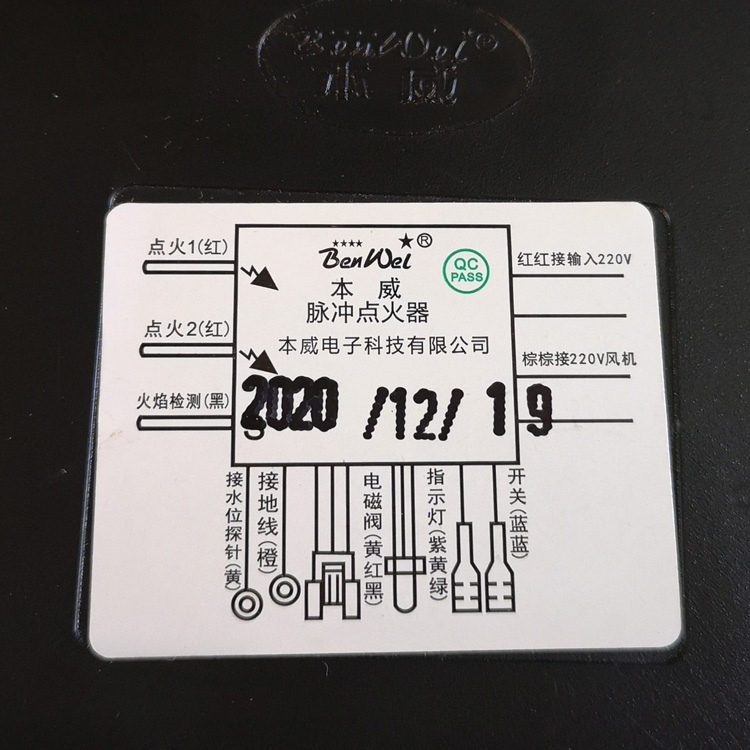 BenWei®
本威
点火1(红)
BenWei®
QC
PASS
红红接输入220V
本威
脉冲点火器
点火2(红)
本威电子科技有限公司
棕棕接220V风机
火焰检测(黑)
2020/12/19
接水位探针(黄)
接地线(橙)
电磁阀(黄红黑)
指示灯(紫黄绿)
开关(蓝蓝)